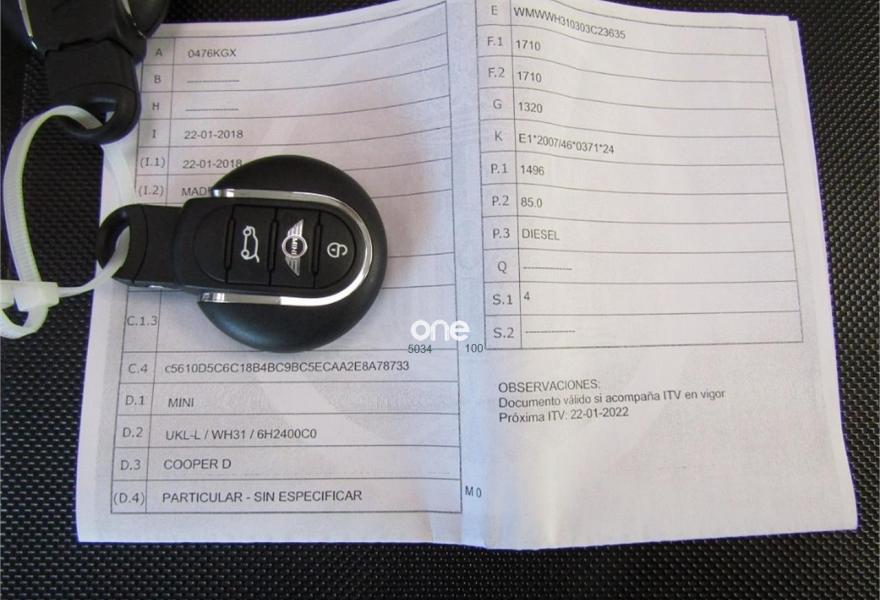 A 0476KGX
B ----------------
H ----------------
I 22-01-2018
(I.1) 22-01-2018
(I.2)
C.1.3
C.4 c5610D5C6C18B4BC9BC5ECAA2E8A78733
D.1 MINI
D.2 UKL-L / WH31 / 6H2400C0
D.3 COOPER D
(D.4) PARTICULAR - SIN ESPECIFICAR
MINI
one
5034 100
M 0
E WMWWH310303C23635
F.1 1710
F.2 1710
G 1320
K E1*2007/46*0371*24
P.1 1496
P.2 85.0
P.3 DIESEL
Q ----------------
S.1 4
S.2 ----------------
OBSERVACIONES:
Documento válido si acompaña ITV en vigor
Próxima ITV: 22-01-2022